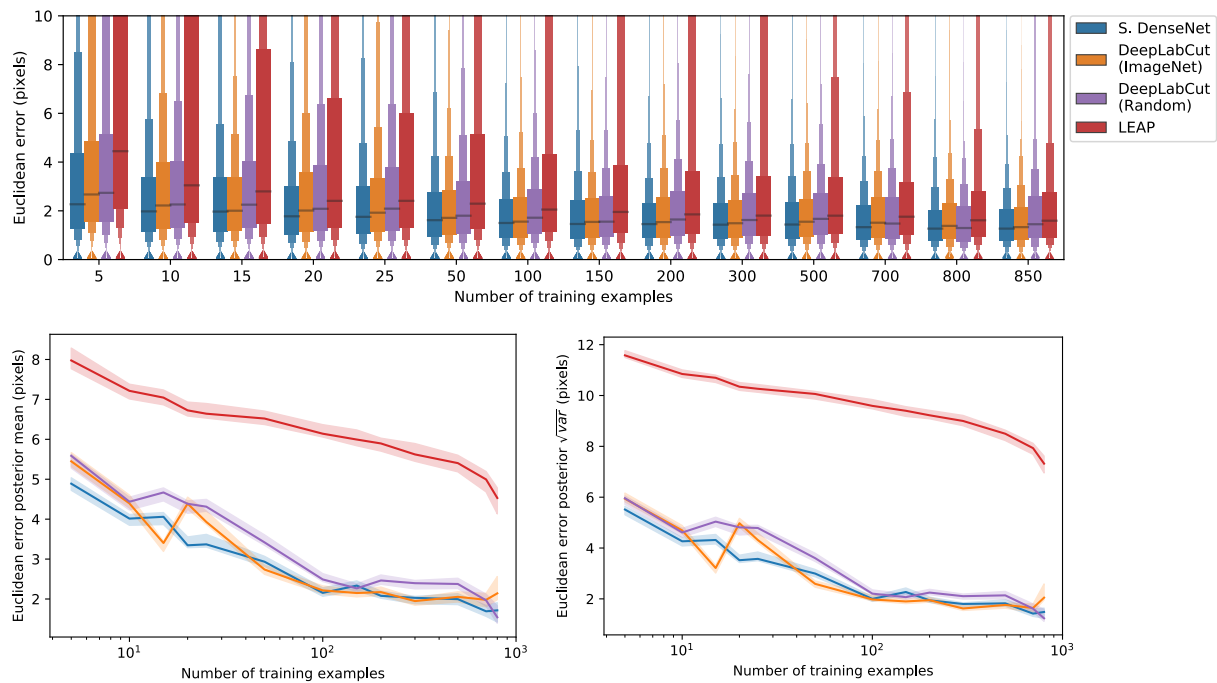 10
8
6
4
2
0
Euclidean error (pixels)
5 10 15 20 25 50 100 150 200 300 500 700 800 850
Number of training examples
S. DenseNet
DeepLabCut
(ImageNet)
DeepLabCut
(Random)
LEAP
8
7
6
5
4
3
2
Euclidean error posterior mean (pixels)
10¹ 10² 10³
Number of training examples
12
10
8
6
4
2
Euclidean error posterior √var (pixels)
10¹ 10² 10³
Number of training examples